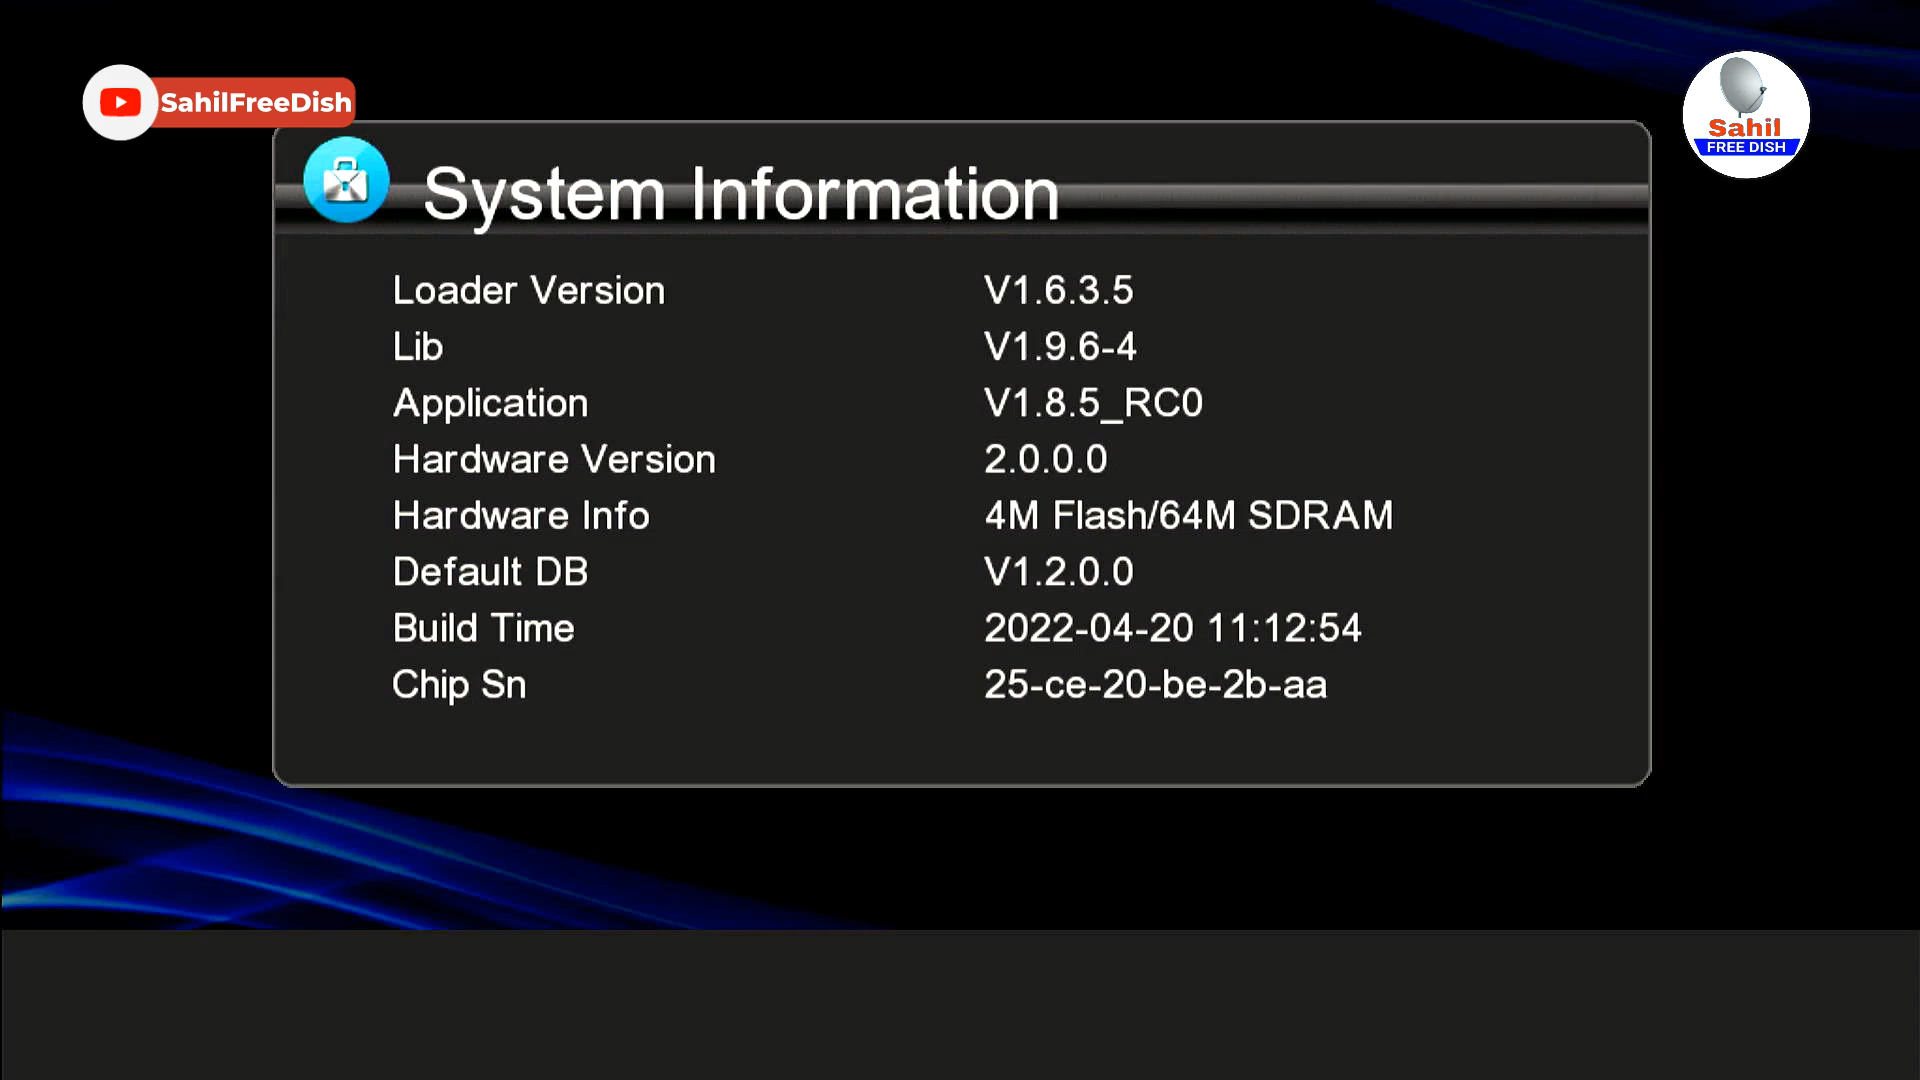 SahilFreeDish
Sahil
FREE DISH
System Information
Loader Version V1.6.3.5
Lib V1.9.6-4
Application V1.8.5_RC0
Hardware Version 2.0.0.0
Hardware Info 4M Flash/64M SDRAM
Default DB V1.2.0.0
Build Time 2022-04-20 11:12:54
Chip Sn 25-ce-20-be-2b-aa